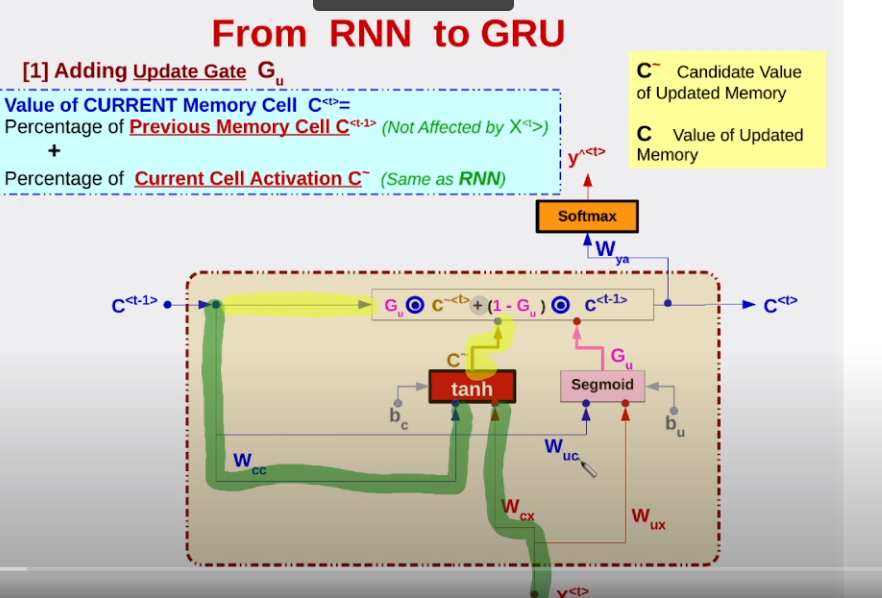 From RNN to GRU
[1] Adding Update Gate Gu
Value of CURRENT Memory Cell C<t>=
Percentage of Previous Memory Cell C<t-1> (Not Affected by X<t>)
+
Percentage of Current Cell Activation C~ (Same as RNN)
C~ Candidate Value
of Updated Memory
C Value of Updated
Memory
y^<t>
Softmax
Wya
C<t-1>
Gu ⊙ c~<t> + (1 - Gu) ⊙ c<t-1>
C<t>
C~
Gu
tanh
Segmoid
bc
bu
Wcc
Wuc
Wcx
Wux
X<t>